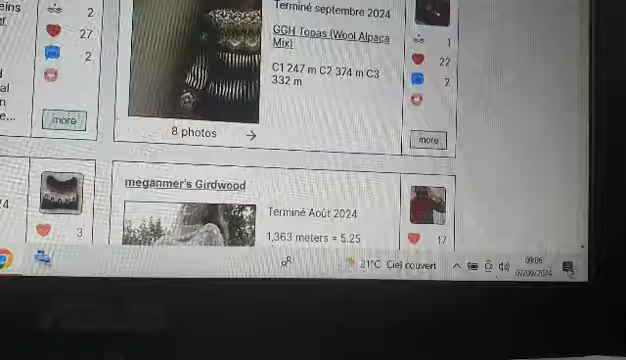 eins
er
2
27
2
al
n
e...
more
Terminé septembre 2024
GGH Topas (Wool Alpaca
Mix)
C1 247 m C2 374 m C3
332 m
8 photos →
1
22
2
more
24
3
meganmer's Girdwood
Terminé Août 2024
1,363 meters = 5.25
17
21°C Ciel couvert
09:06
07/09/2024